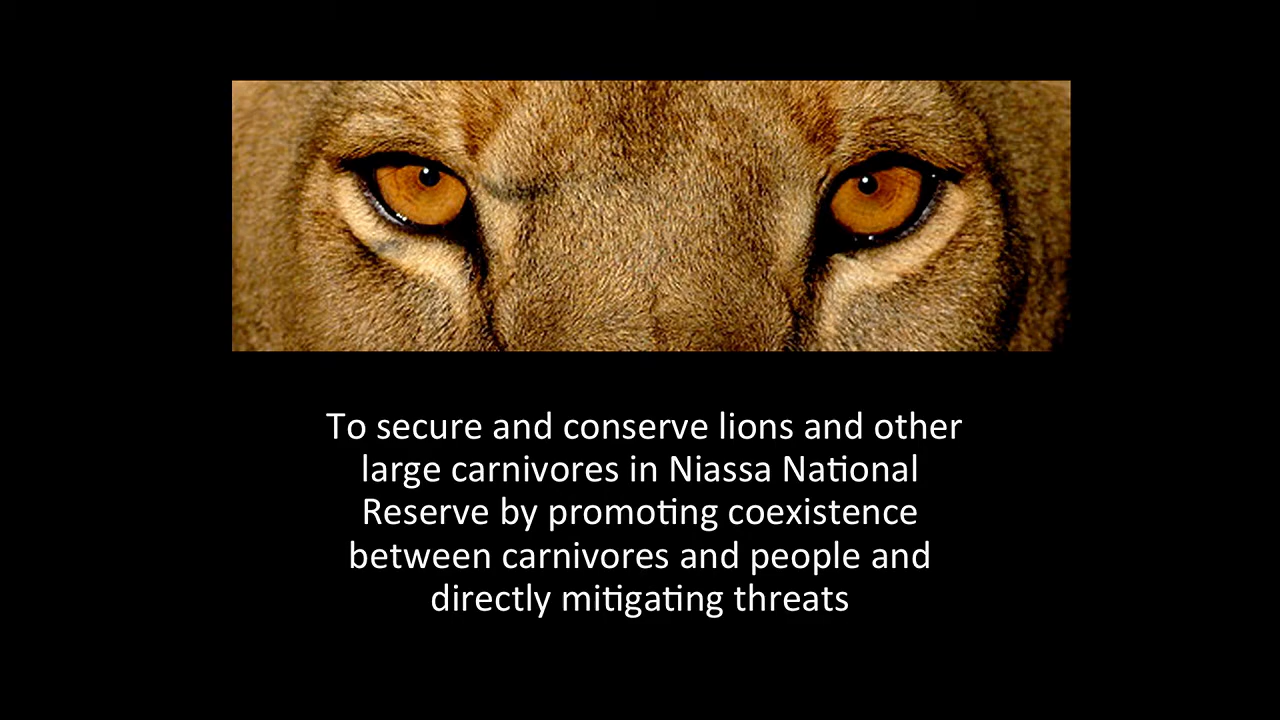 To secure and conserve lions and other
large carnivores in Niassa National
Reserve by promoting coexistence
between carnivores and people and
directly mitigating threats